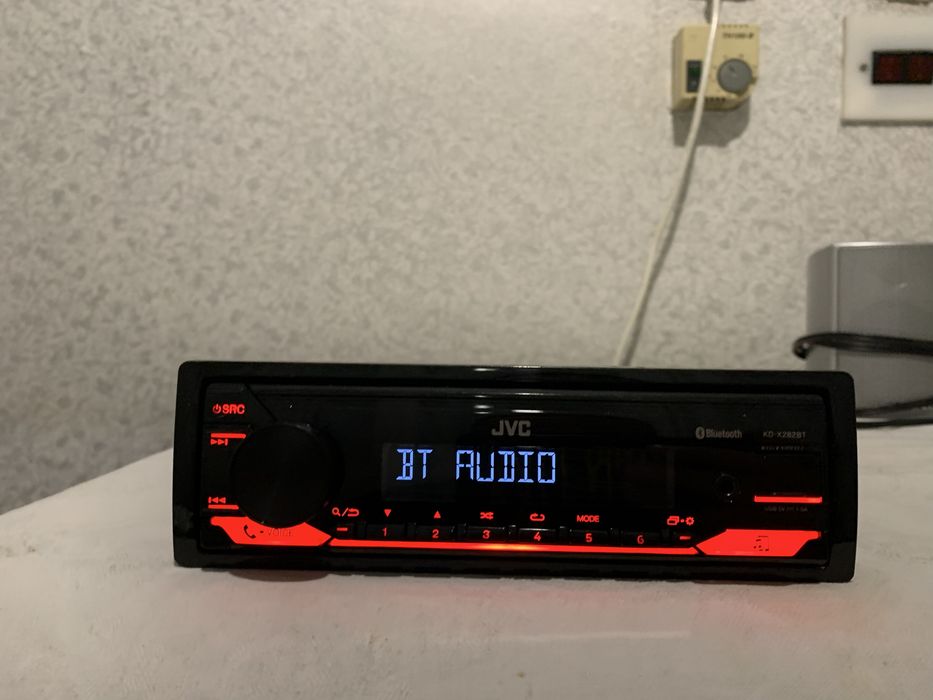 SRC
JVC
Bluetooth
KD-X282BT
BT AUDIO
MODE
1
2
3
4
5
6